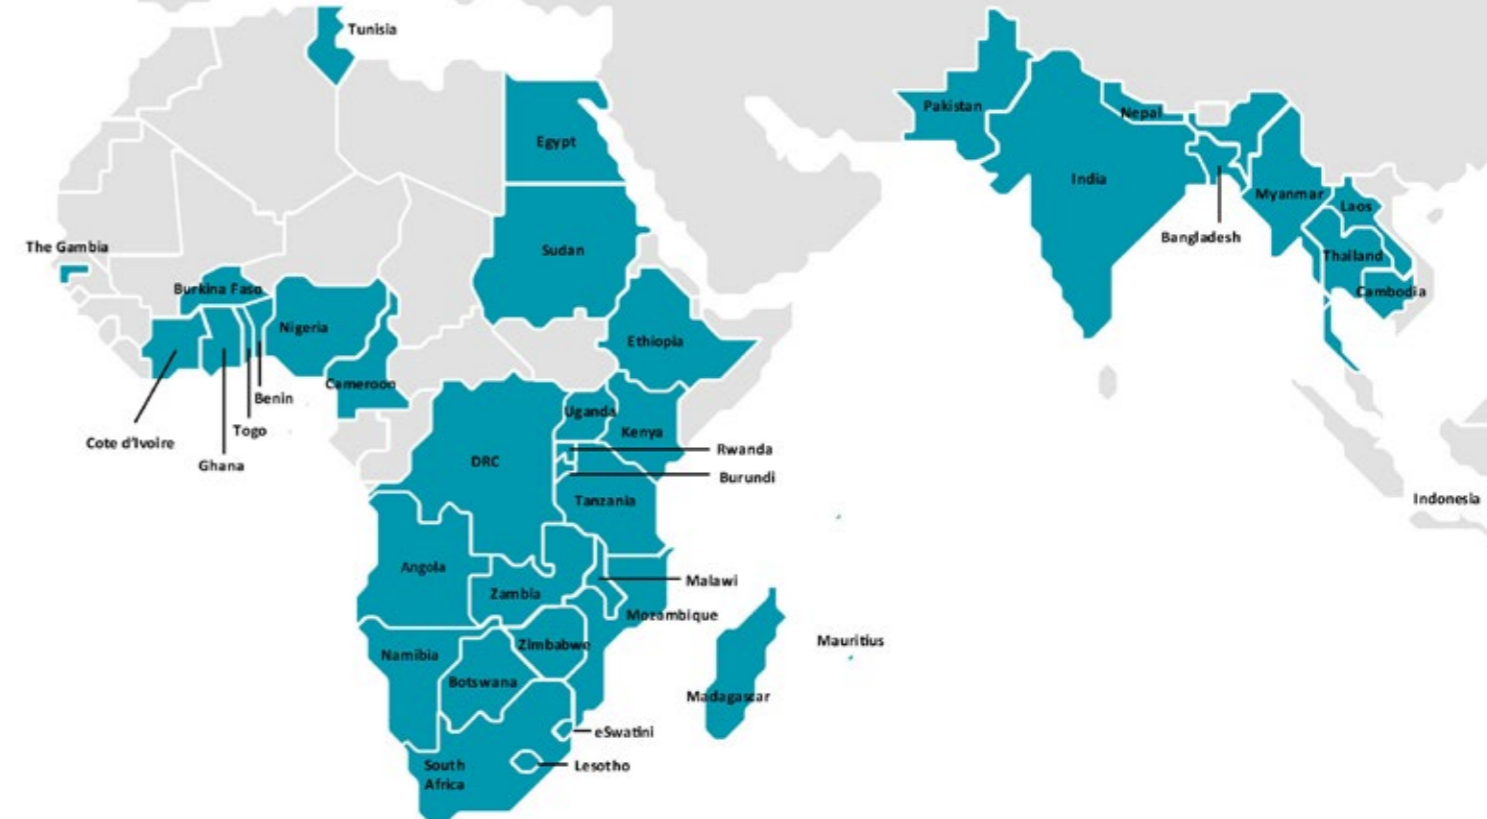 Tunisia
Pakistan
Nepal
Egypt
India
Myanmar
Laos
Bangladesh
The Gambia
Sudan
Thailand
Burkina Faso
Cambodia
Nigeria
Ethiopia
Cameroon
Benin
Uganda
Togo
Kenya
Cote d'Ivoire
Rwanda
Ghana
DRC
Burundi
Tanzania
Indonesia
Angola
Malawi
Zambia
Mozambique
Mauritius
Zimbabwe
Namibia
Botswana
Madagascar
eSwatini
South
Africa
Lesotho